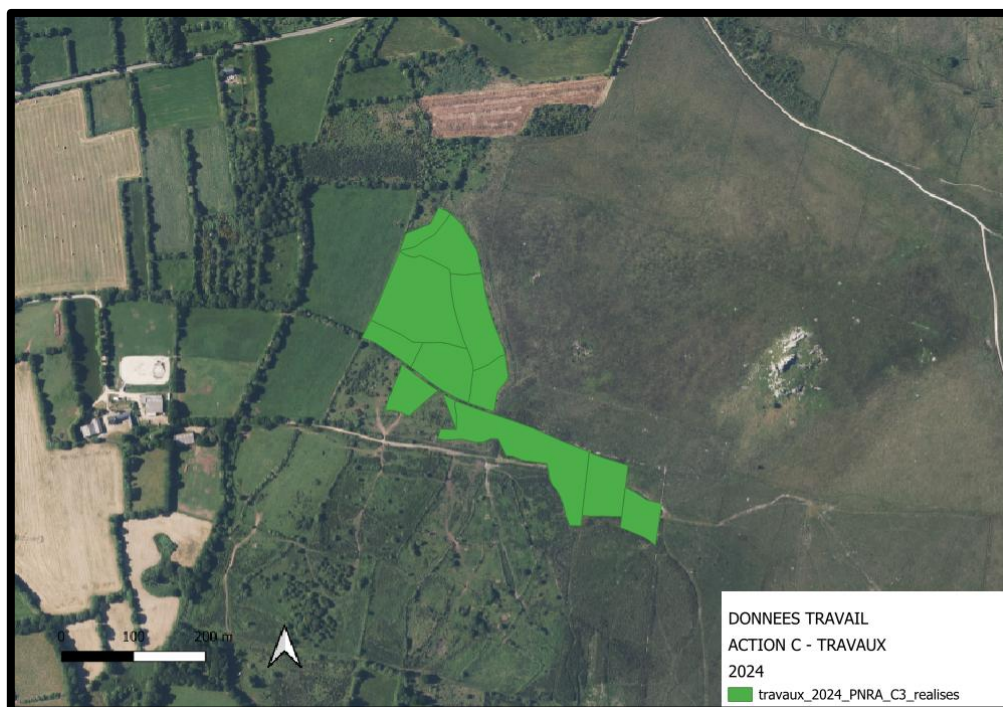 0 100 200 m
DONNEES TRAVAIL
ACTION C - TRAVAUX
2024
travaux_2024_PNRA_C3_realises